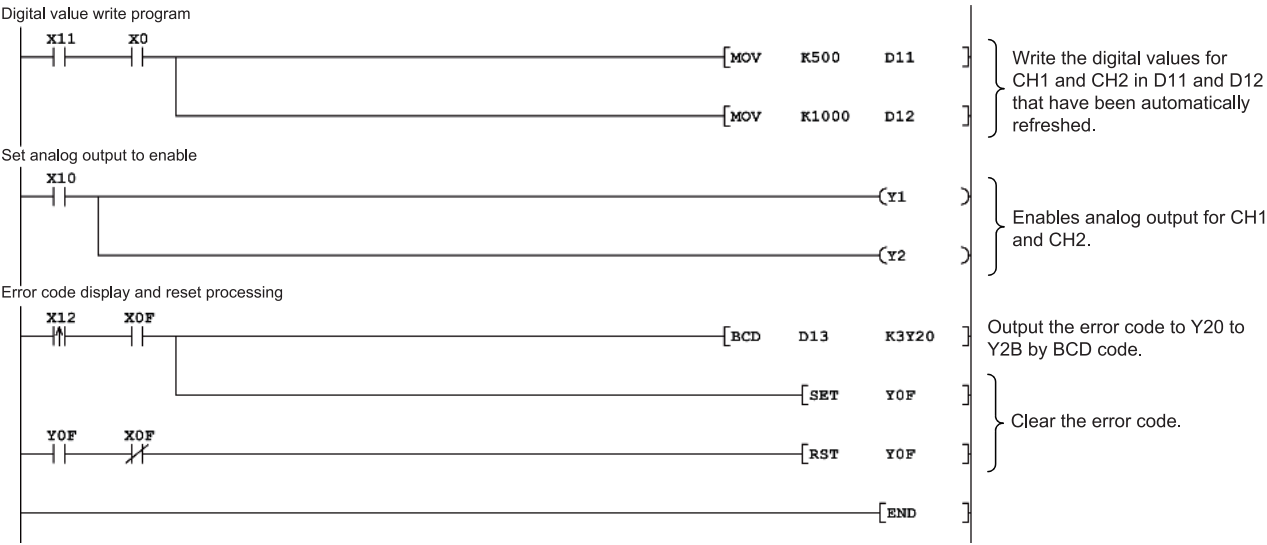 Digital value write program
X11 X0
MOV K500 D11
MOV K1000 D12
Write the digital values for
CH1 and CH2 in D11 and D12
that have been automatically
refreshed.
Set analog output to enable
X10
Y1
Y2
Enables analog output for CH1
and CH2.
Error code display and reset processing
X12 X0F
BCD D13 K3Y20
Output the error code to Y20 to
Y2B by BCD code.
SET Y0F
Clear the error code.
Y0F X0F
RST Y0F
END